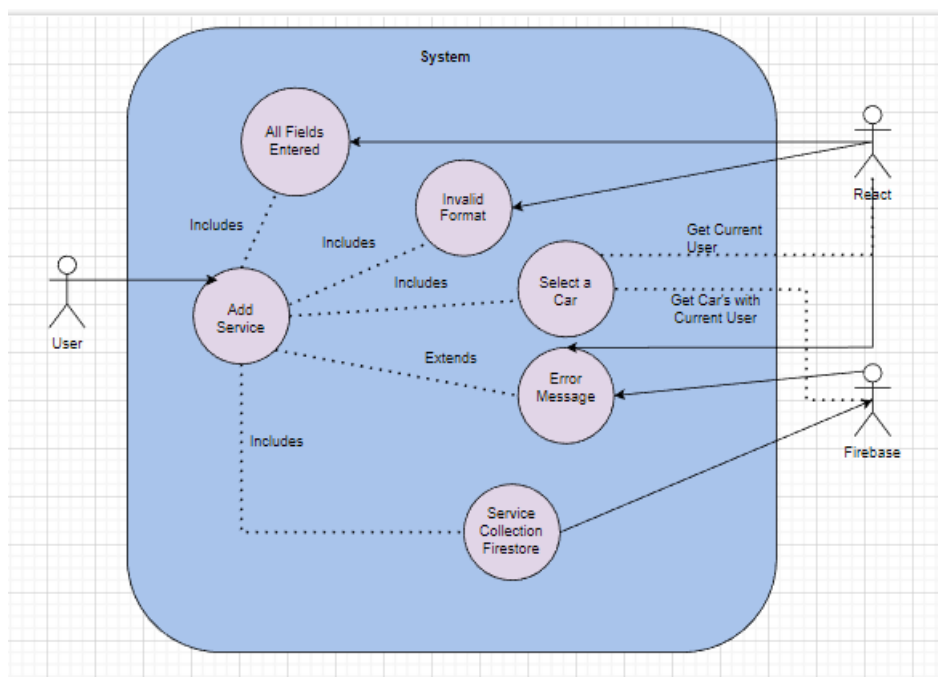 System
All Fields
Entered
Invalid
Format
React
Includes
Includes
Get Current
User
Includes
Select a
Car
Get Car's with
Current User
Add
Service
User
Extends
Error
Message
Includes
Firebase
Service
Collection
Firestore